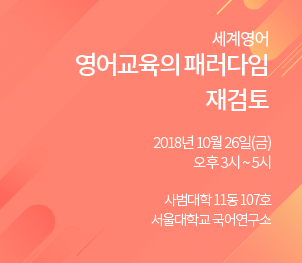 세계영어
영어교육의 패러다임
재검토
2018년 10월 26일(금)
오후 3시 ~ 5시
사범대학 11동 107호
서울대학교 국어연구소